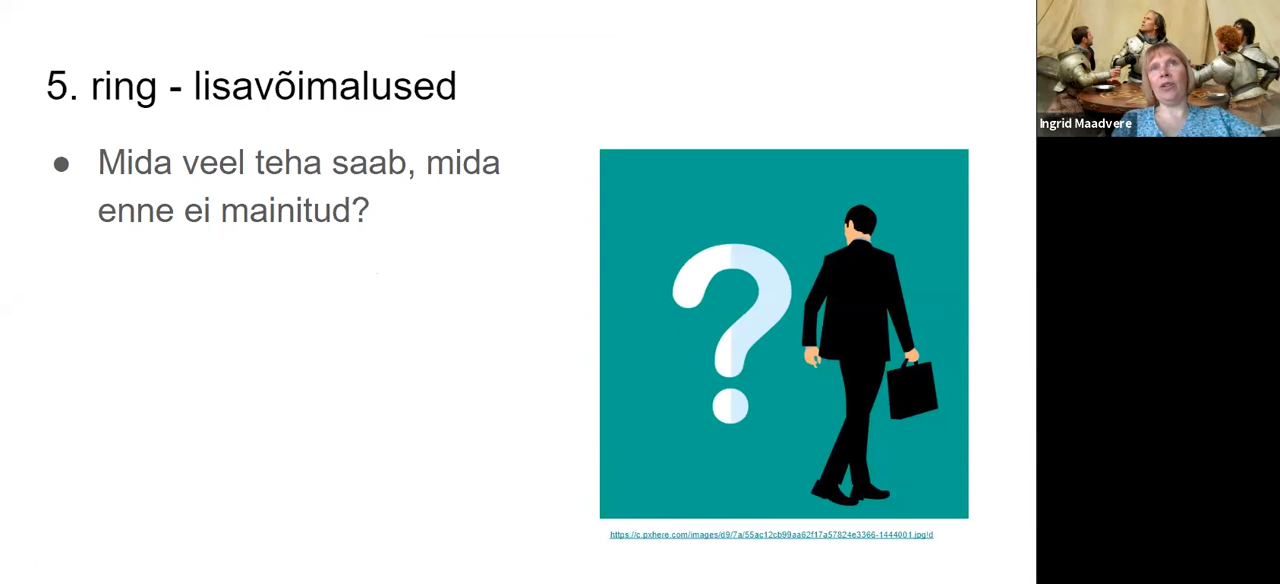 5. ring - lisavõimalused
Mida veel teha saab, mida
enne ei mainitud?
https://c.pxhere.com/images/d9/7a/55ac12cb99aa62f17a57824e3366-1444001.jpg!d
Ingrid Maadvere